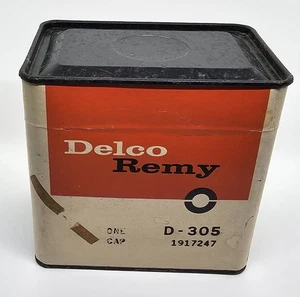 Delco
Remy
ONE D-305
CAP 1917247